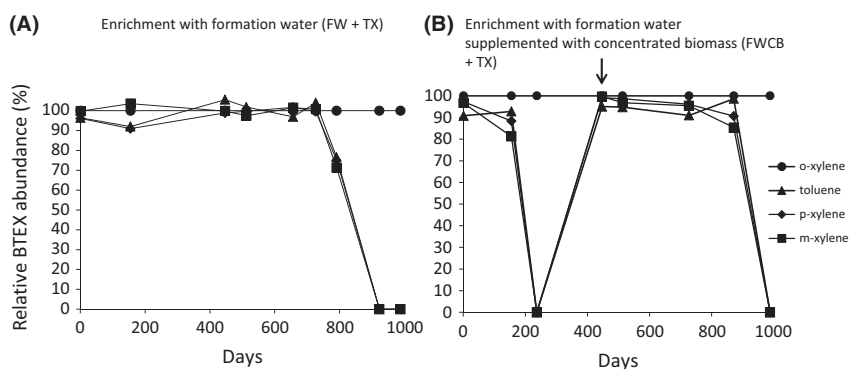 (A)
Enrichment with formation water (FW + TX)
Relative BTEX abundance (%)
100
90
80
70
60
50
40
30
20
10
0
0
200
400
600
800
1000
Days
(B)
Enrichment with formation water
supplemented with concentrated biomass (FWCB
+ TX)
100
90
80
70
60
50
40
30
20
10
0
0
200
400
600
800
1000
Days
o-xylene
toluene
p-xylene
m-xylene